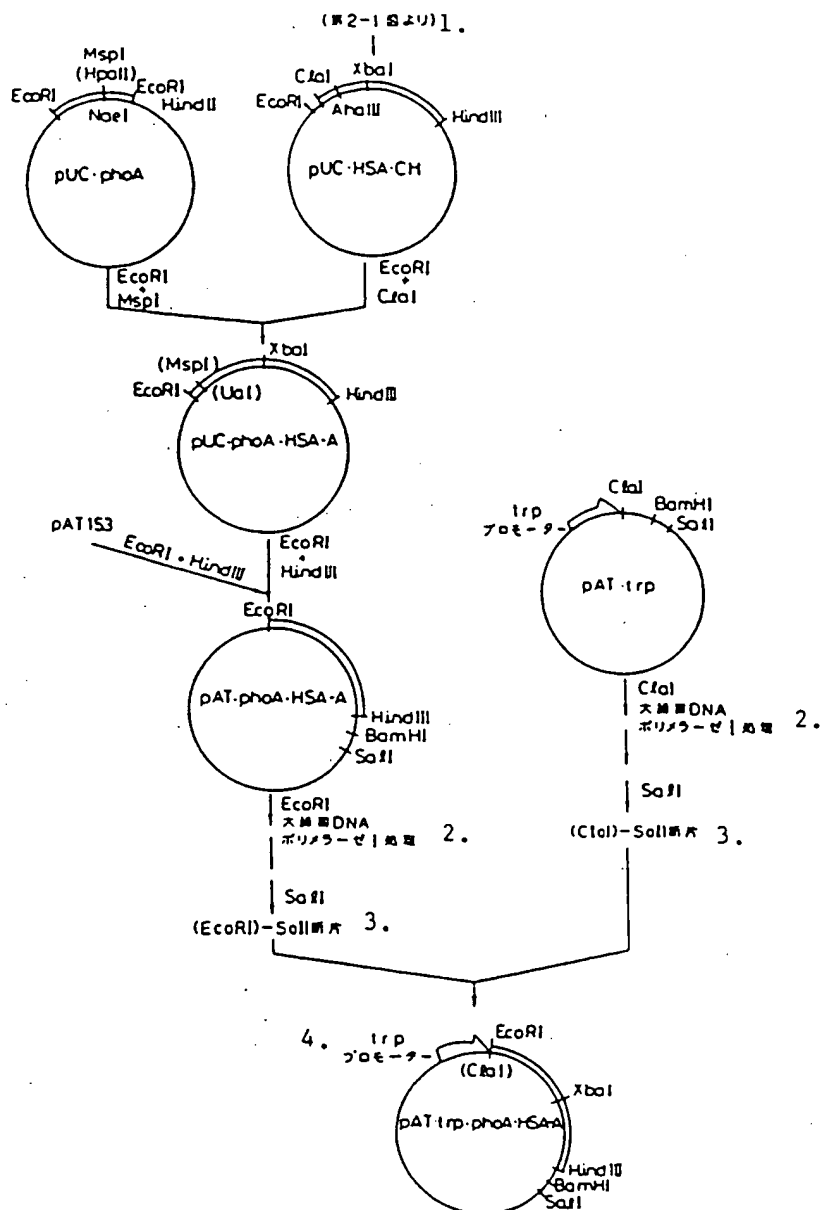 (第2-1図より) 1.
MspI
(HpaII)
EcoRI
EcoRI
HindII
NaeI
pUC·phoA
XbaI
ClaI
EcoRI
AhaIII
HindIII
pUC·HSA·CH
EcoRI
+
MspI
EcoRI
+
ClaI
XbaI
(MspI)
EcoRI
(UaI)
HindIII
pUC-phoA-HSA-A
pAT153
EcoRI + HindIII
EcoRI
+
HindIII
ClaI
BamHI
SalI
trp
プロモーター
pAT·trp
EcoRI
pAT·phoA·HSA-A
HindIII
BamHI
SalI
ClaI
大腸菌DNA
ポリメラーゼI処理 2.
SalI
(ClaI)-SalI断片 3.
EcoRI
大腸菌DNA
ポリメラーゼI処理 2.
SalI
(EcoRI)-SalI断片 3.
4. trp
プロモーター
EcoRI
(ClaI)
XbaI
pAT·trp·phoA·HSA-A
HindIII
BamHI
SalI